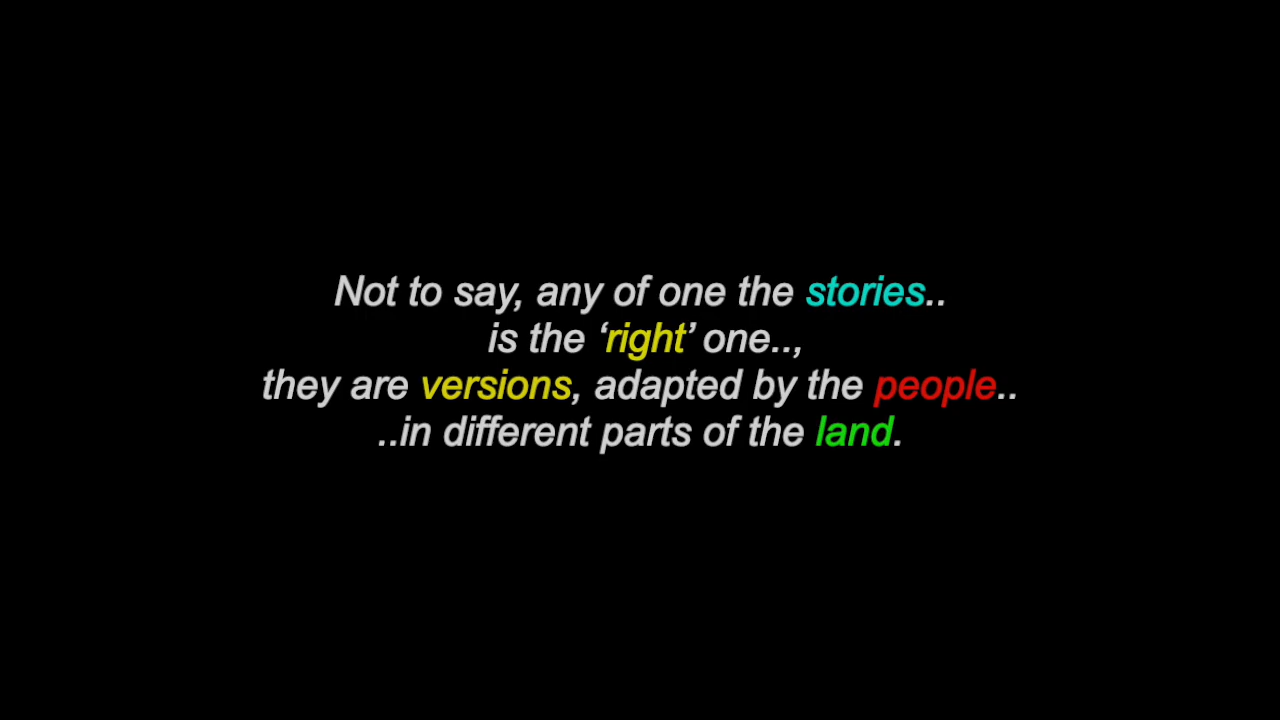 Not to say, any of one the stories..
is the ‘right’ one..,
they are versions, adapted by the people..
..in different parts of the land.